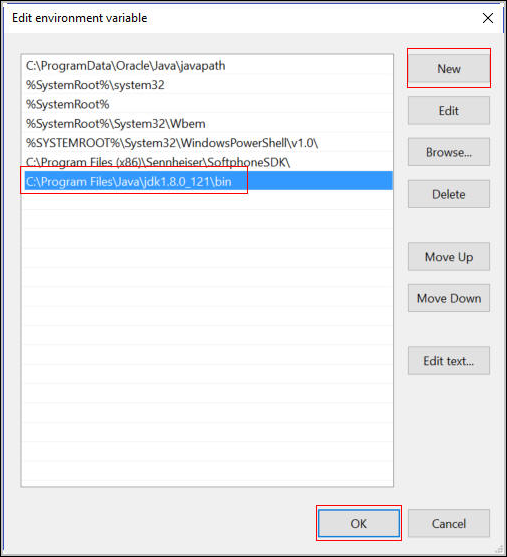 Edit environment variable
C:\ProgramData\Oracle\Java\javapath
%SystemRoot%\system32
%SystemRoot%
%SystemRoot%\System32\Wbem
%SYSTEMROOT%\System32\WindowsPowerShell\v1.0\
C:\Program Files (x86)\Sennheiser\SoftphoneSDK\
C:\Program Files\Java\jdk1.8.0_121\bin
New
Edit
Browse...
Delete
Move Up
Move Down
Edit text...
OK
Cancel